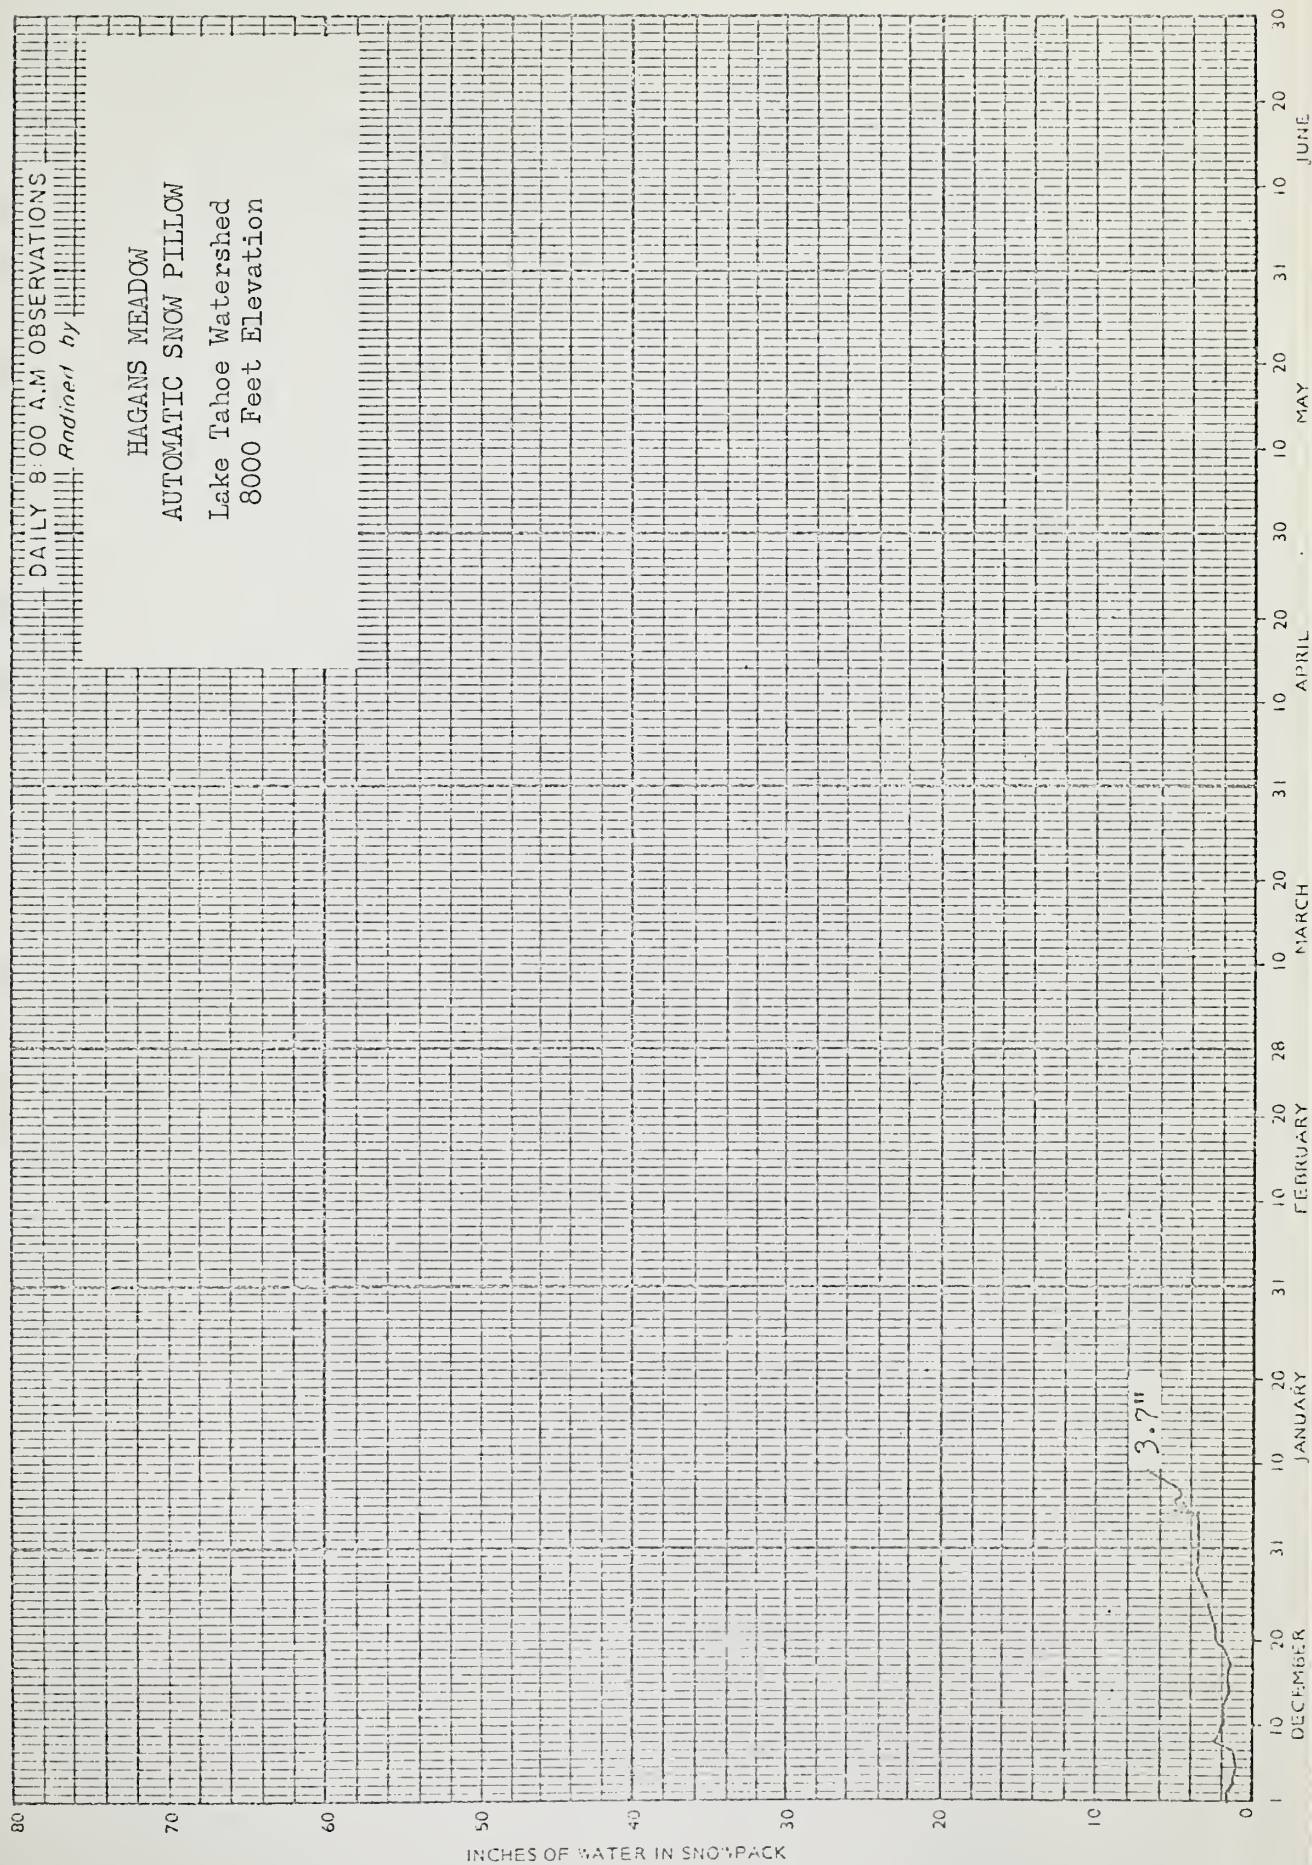 DAILY 8:00 A.M OBSERVATIONS
Radioed by
HAGANS MEADOW
AUTOMATIC SNOW PILLOW
Lake Tahoe Watershed
8000 Feet Elevation
80
70
60
50
40
30
20
10
0
INCHES OF WATER IN SNOWPACK
3.7"
1 10 20 31 10 20 31 10 20 28 10 20 31 10 20 30 10 20 31 10 20 30
DECEMBER JANUARY FEBRUARY MARCH APRIL MAY JUNE